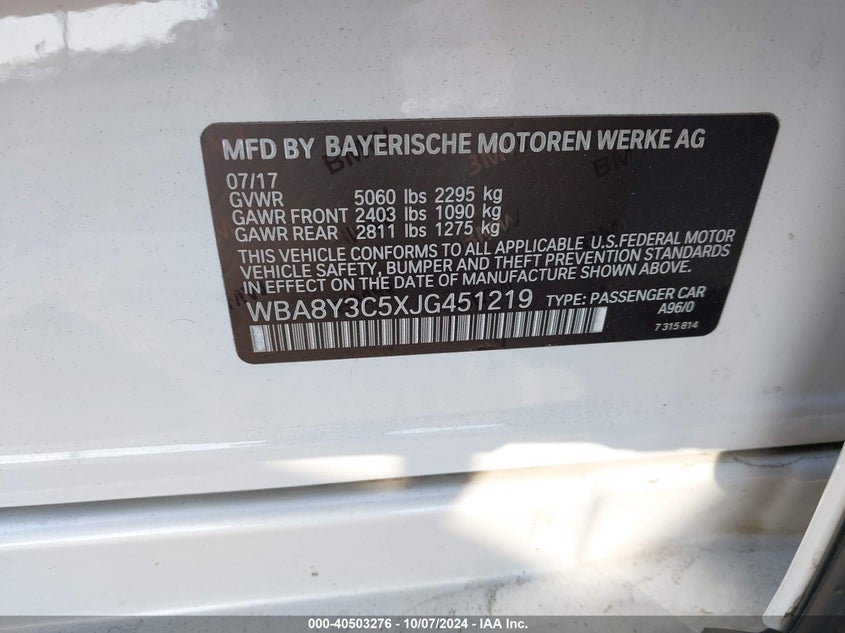 MFD BY BAYERISCHE MOTOREN WERKE AG
07/17
GVWR 5060 lbs 2295 kg
GAWR FRONT 2403 lbs 1090 kg
GAWR REAR 2811 lbs 1275 kg
THIS VEHICLE CONFORMS TO ALL APPLICABLE U.S.FEDERAL MOTOR
VEHICLE SAFETY, BUMPER AND THEFT PREVENTION STANDARDS
IN EFFECT ON THE DATE OF MANUFACTURE SHOWN ABOVE.
WBA8Y3C5XJG451219 TYPE: PASSENGER CAR
A96/0
7 315 814
000-40503276 - 10/07/2024 - IAA Inc.